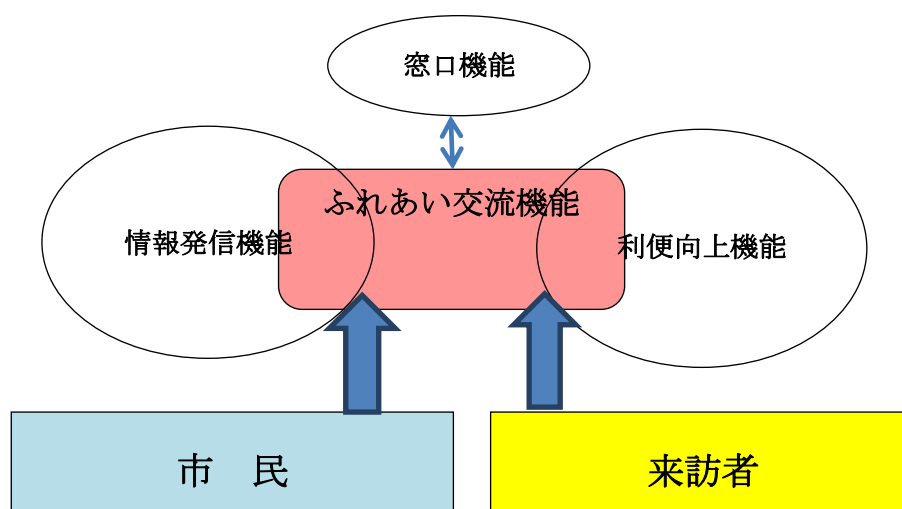 窓口機能
ふれあい交流機能
情報発信機能
利便向上機能
市　民
来訪者